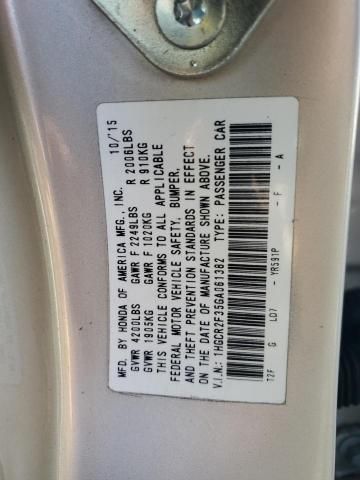 MFD. BY HONDA OF AMERICA MFG., INC. 10/'15
GVWR 4200LBS GAWR F 2249LBS R 2006LBS
GVWR 1905KG GAWR F 1020KG R 910KG
THIS VEHICLE CONFORMS TO ALL APPLICABLE
FEDERAL MOTOR VEHICLE SAFETY, BUMPER,
AND THEFT PREVENTION STANDARDS IN EFFECT
ON THE DATE OF MANUFACTURE SHOWN ABOVE.
V.I.N.: 1HGCR2F35GA061382 TYPE: PASSENGER CAR
T2F G LD7 - YR591P - F - A